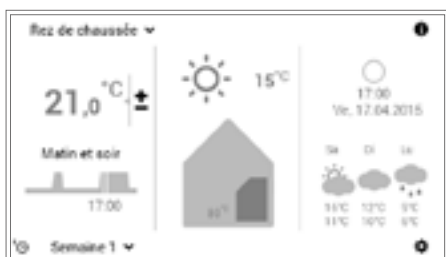 Rez de chaussée
21,0 °C ±
Matin et soir
17:00
Semaine 1
15°C
17:00
Ve, 17.04.2015
Sa Di Lu
12°C